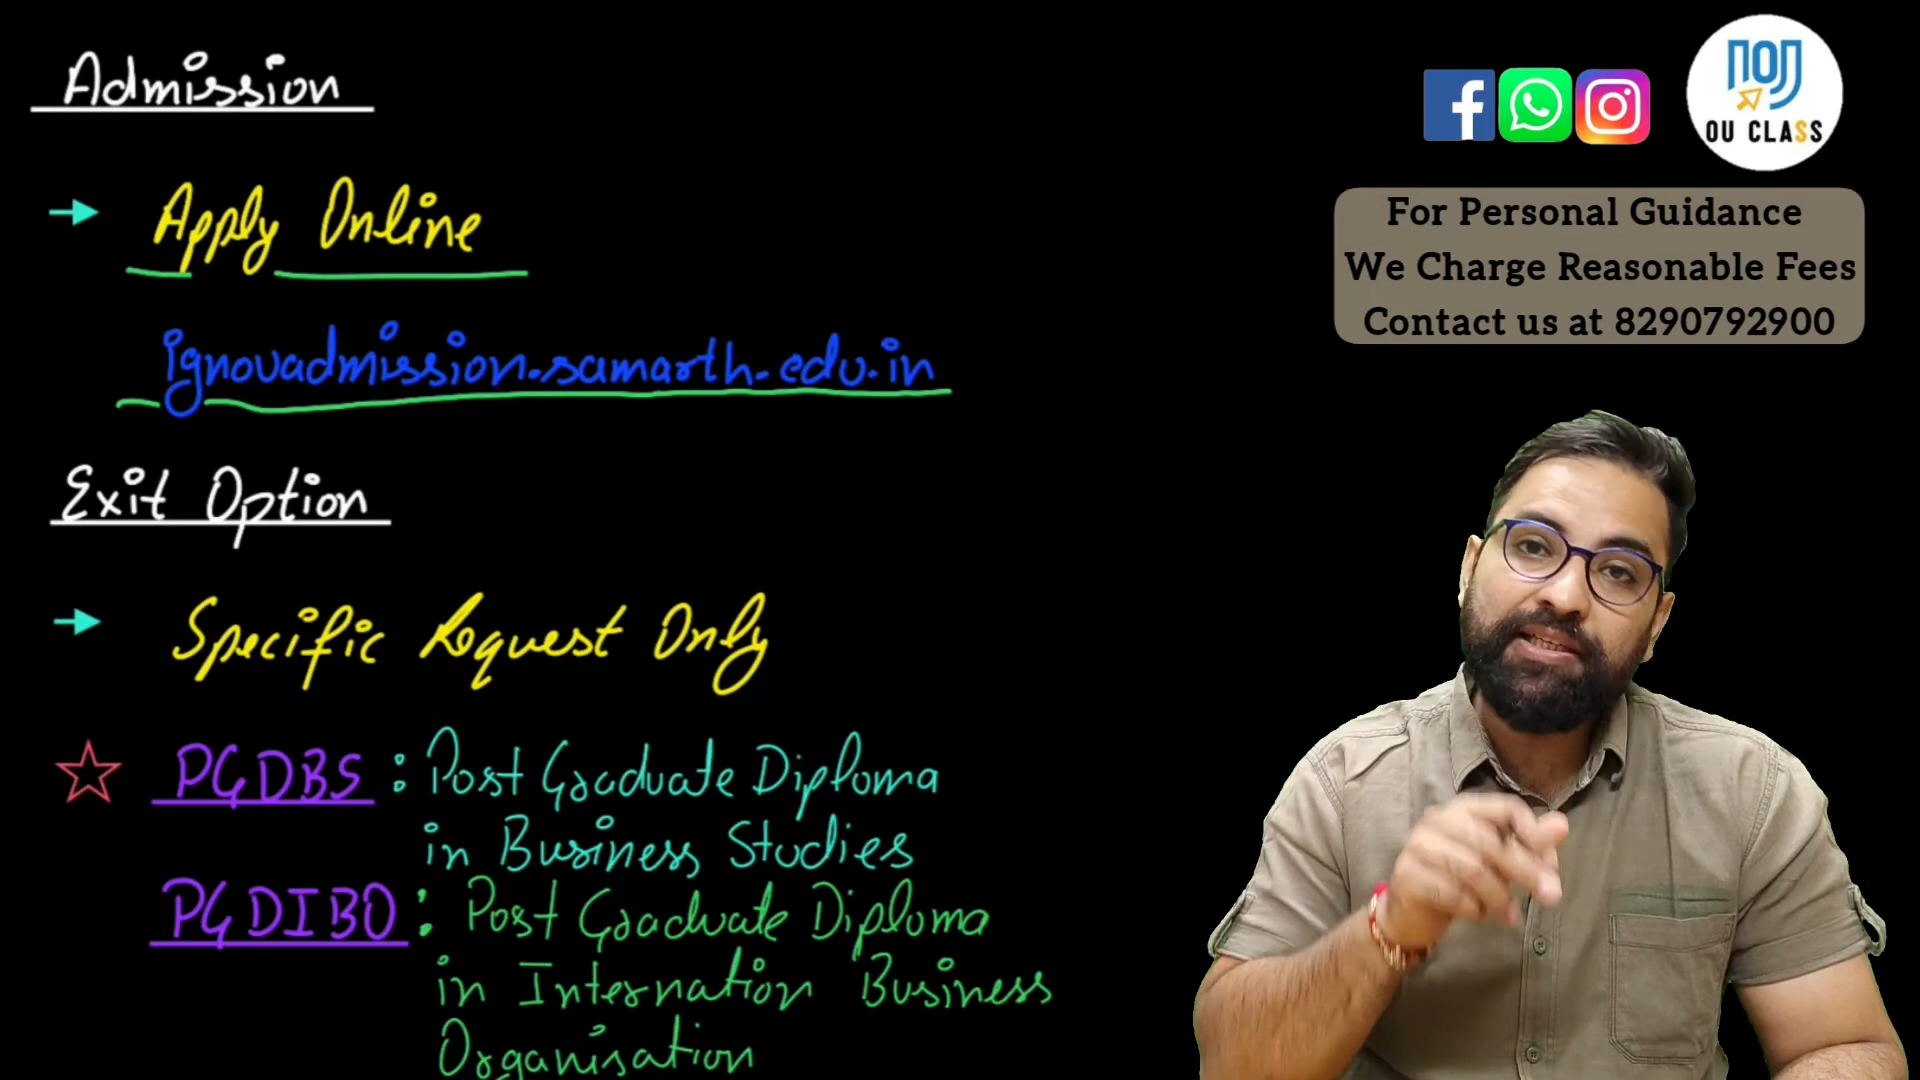 Admission
Apply Online
ignouadmission.samarth.edu.in
Exit Option
Specific Request Only
PGDBS : Post Graduate Diploma
in Business Studies
PGDIBO : Post Graduate Diploma
in Internation Business
Organisation
OU CLASS
For Personal Guidance
We Charge Reasonable Fees
Contact us at 8290792900